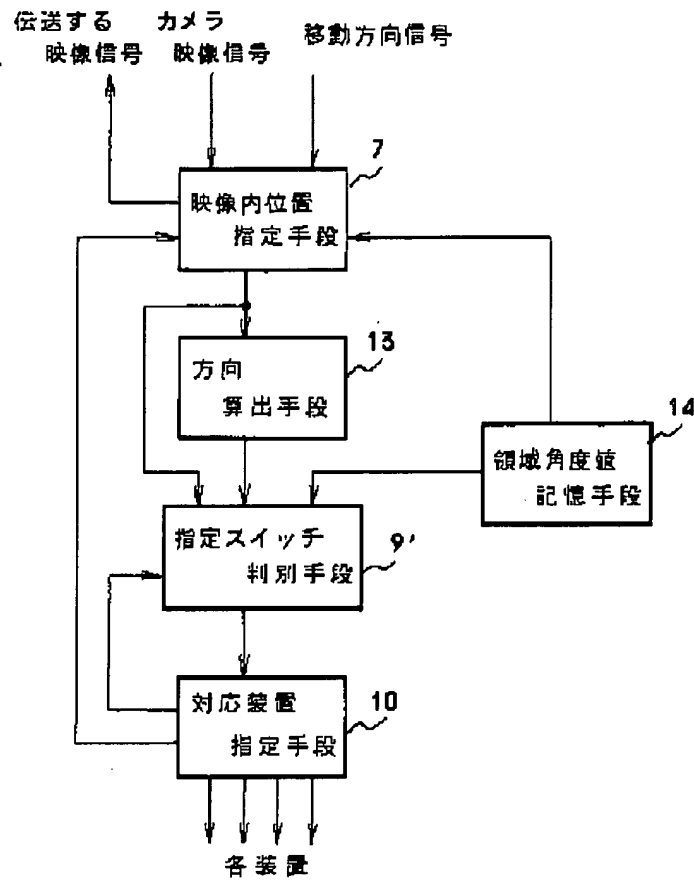 伝送する
映像信号
カメラ
映像信号
移動方向信号
7
映像内位置
指定手段
13
方向
算出手段
14
領域角度値
記憶手段
指定スイッチ
判別手段
9'
対応装置
指定手段
10
各装置